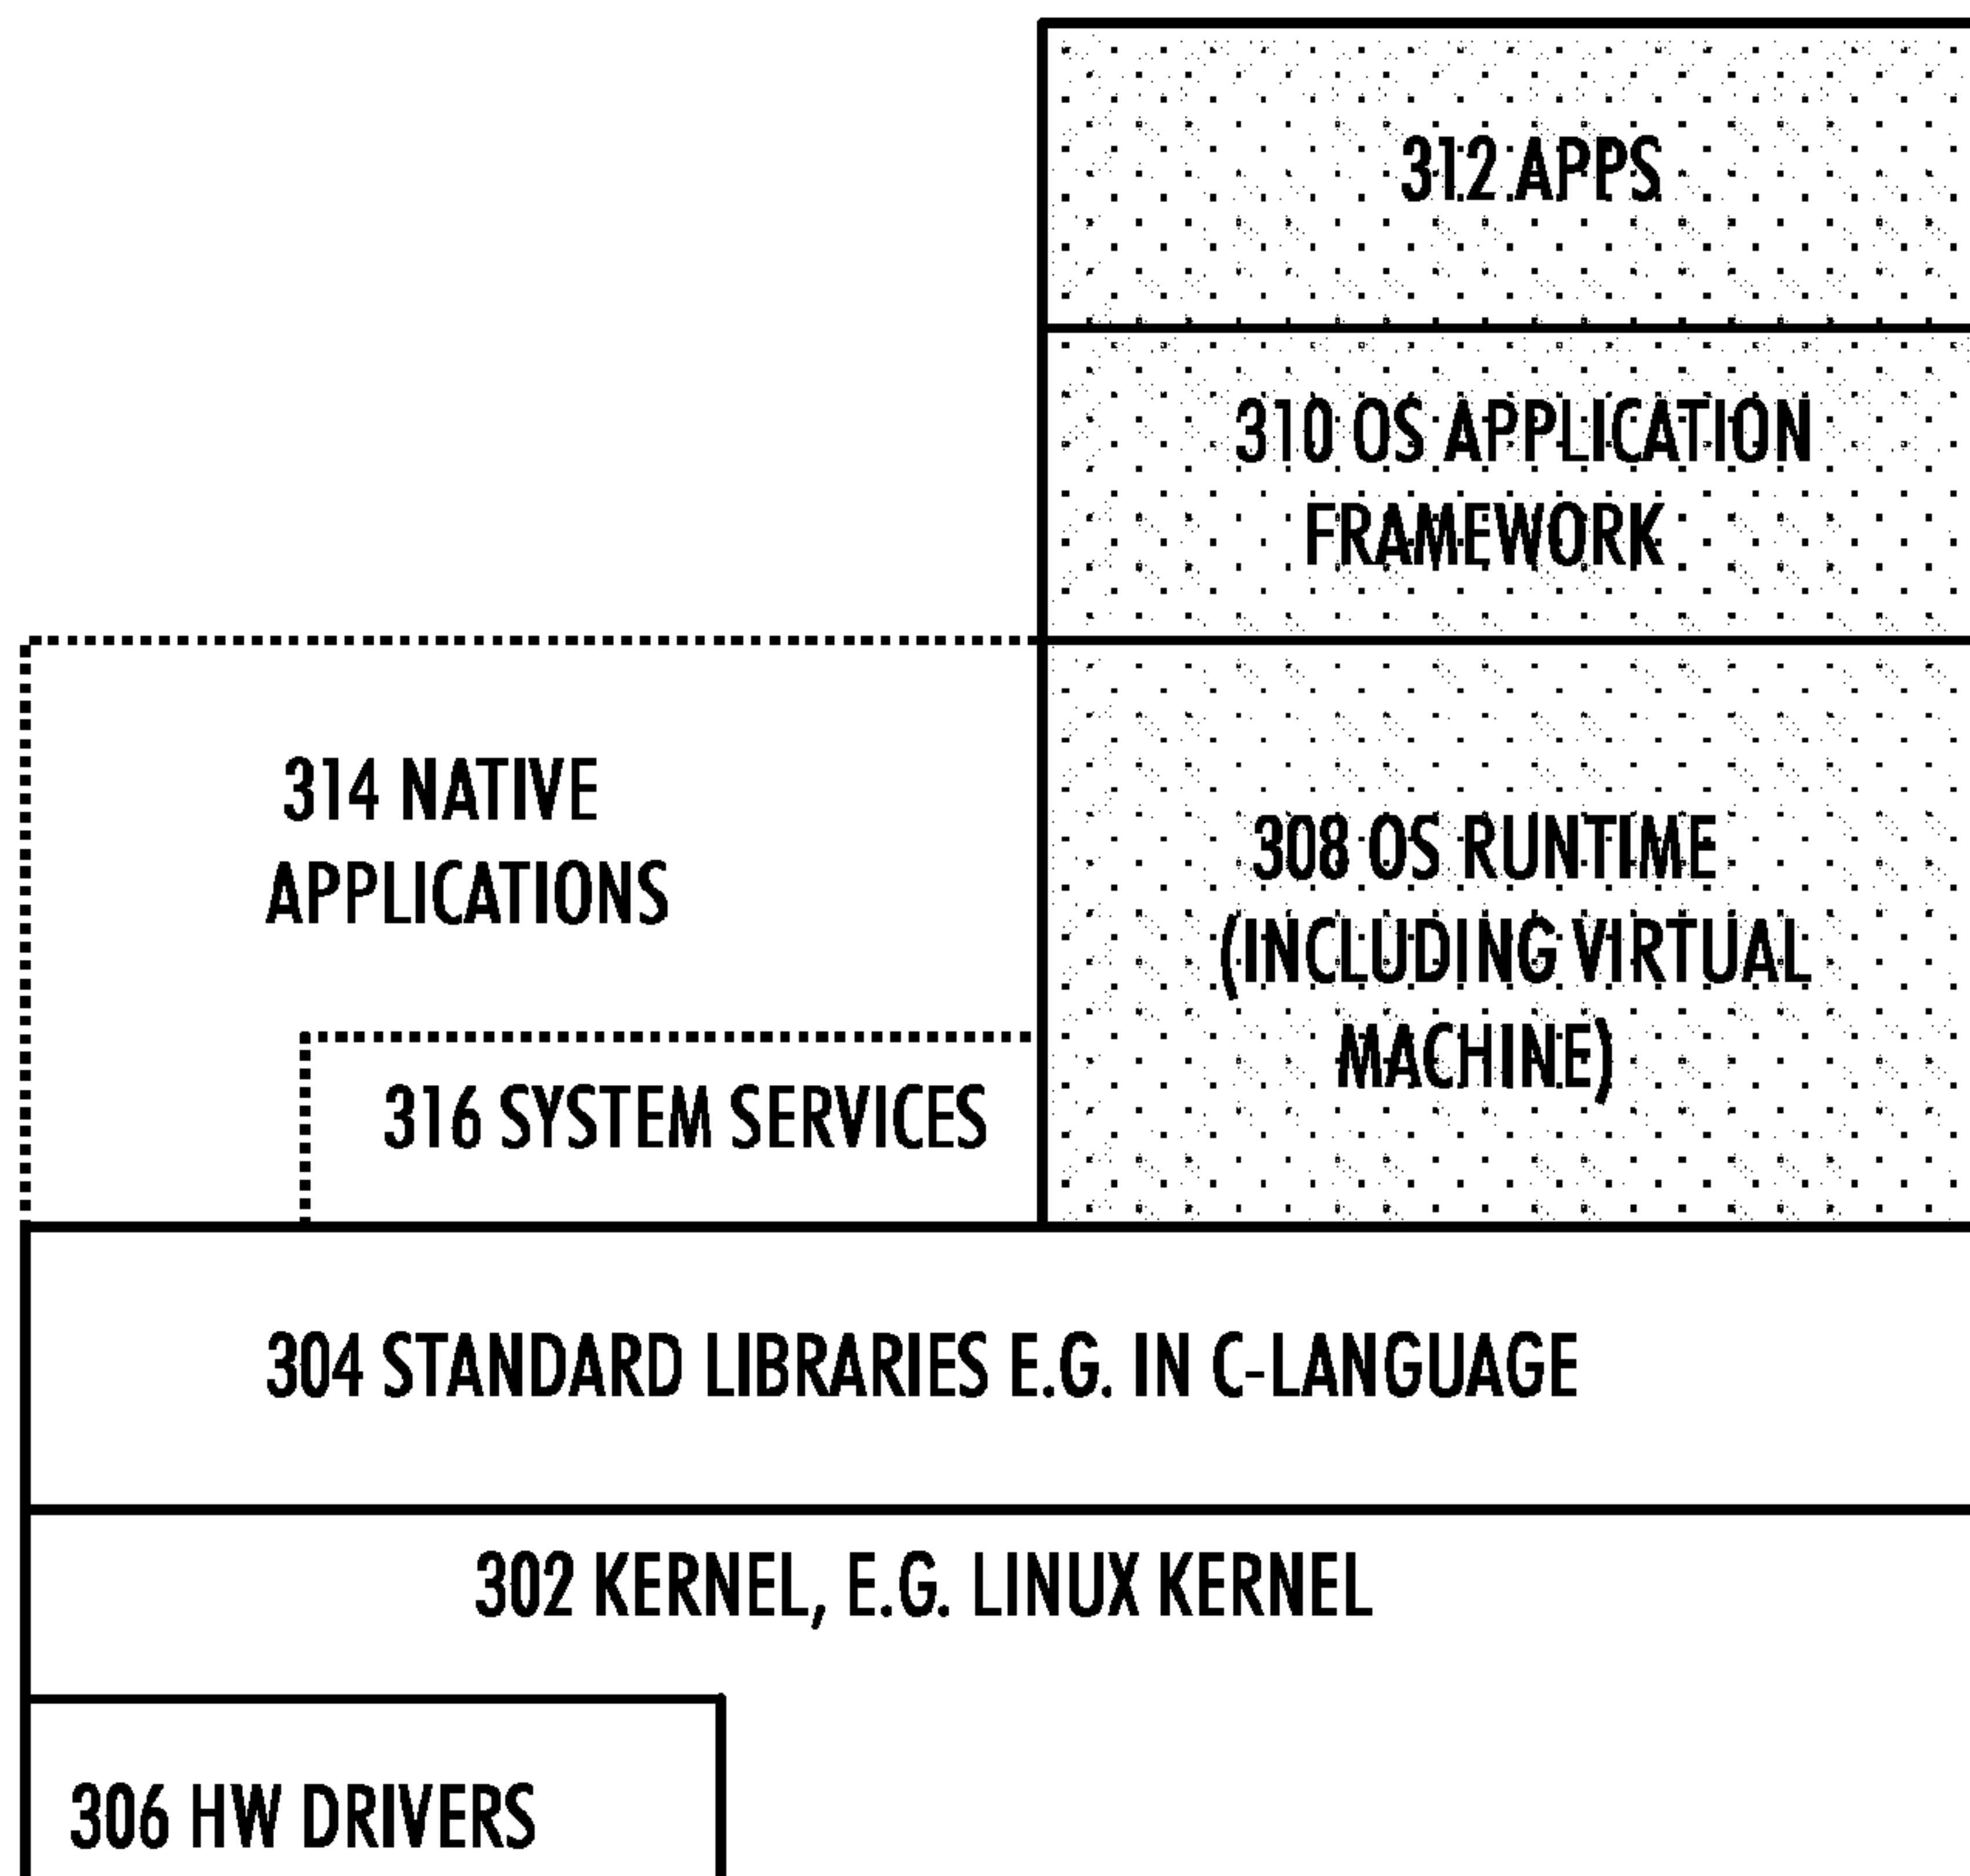 312 APPS
310 OS APPLICATION
FRAMEWORK
314 NATIVE
APPLICATIONS
308 OS RUNTIME
(INCLUDING VIRTUAL
MACHINE)
316 SYSTEM SERVICES
304 STANDARD LIBRARIES E.G. IN C-LANGUAGE
302 KERNEL, E.G. LINUX KERNEL
306 HW DRIVERS